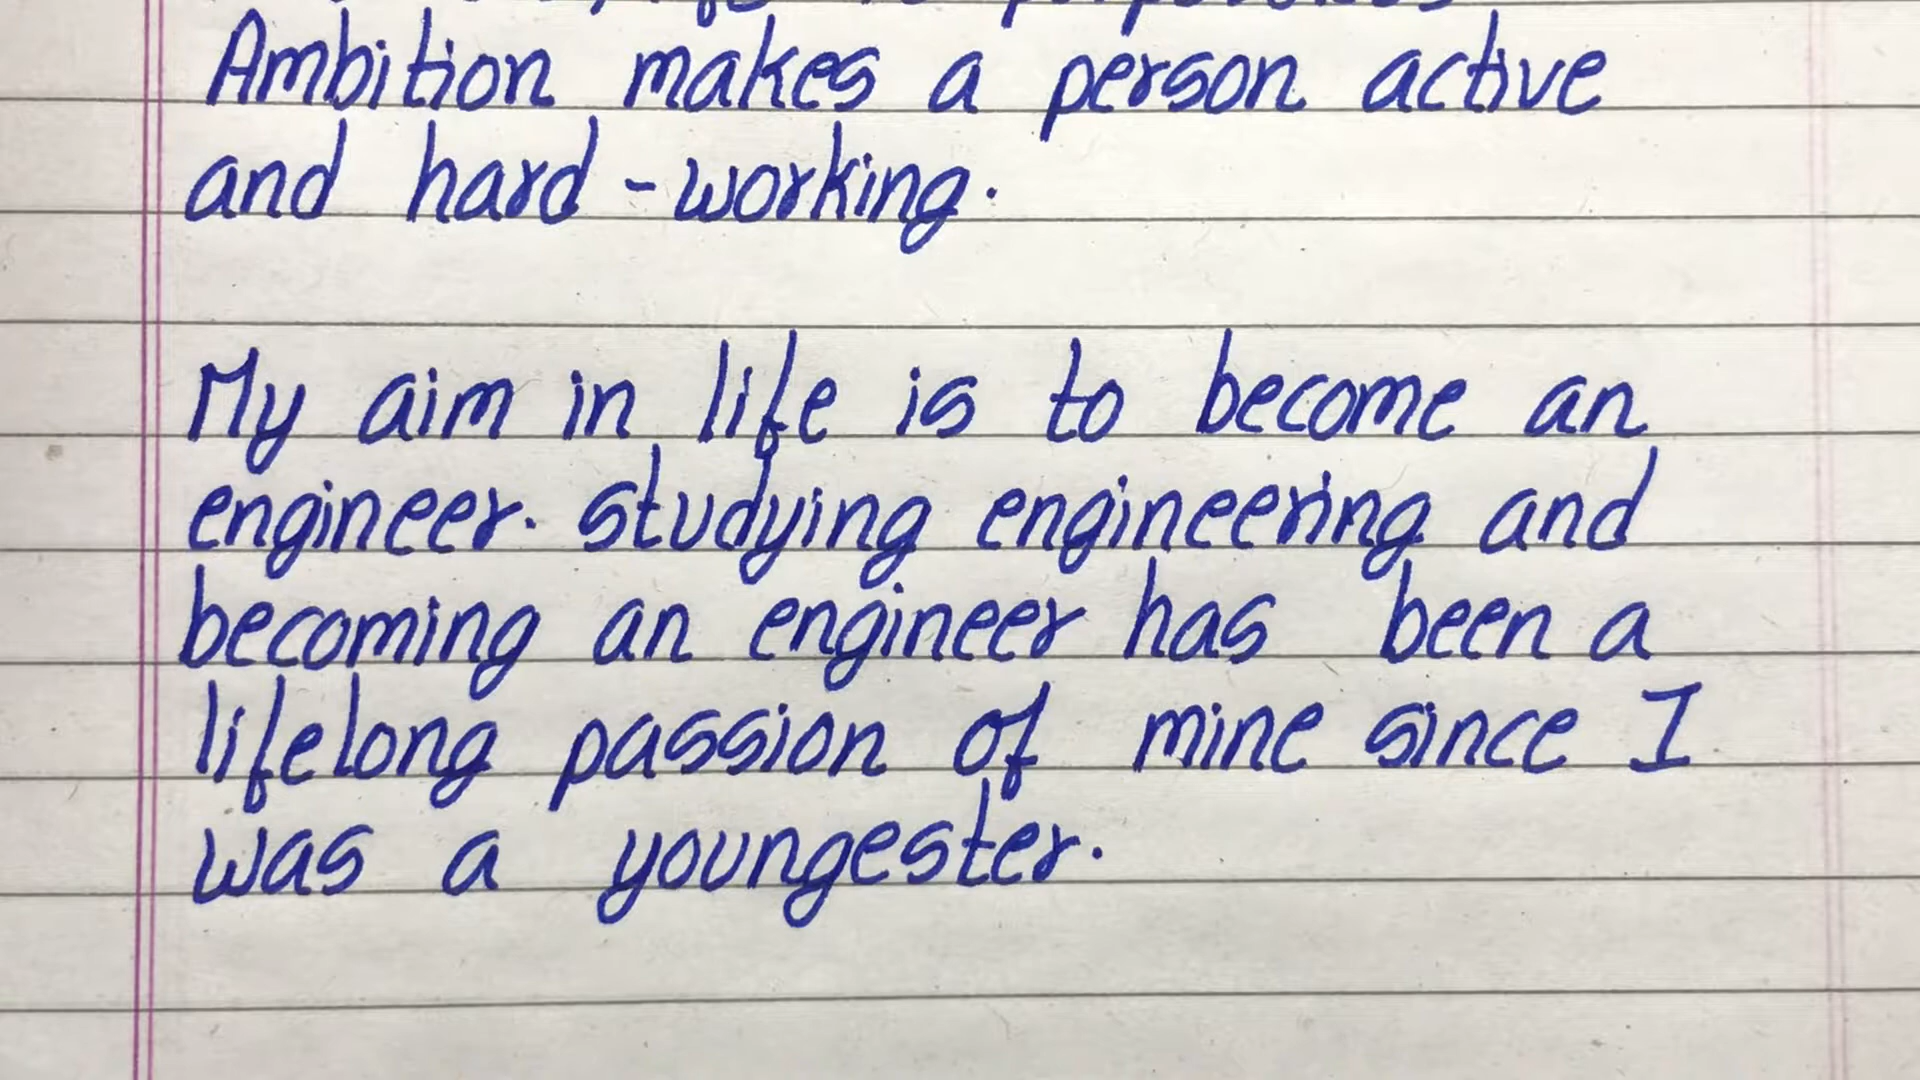 Ambition makes a person active
and hard-working.
My aim in life is to become an
engineer. Studying engineering and
becoming an engineer has been a
lifelong passion of mine since I
was a youngester.